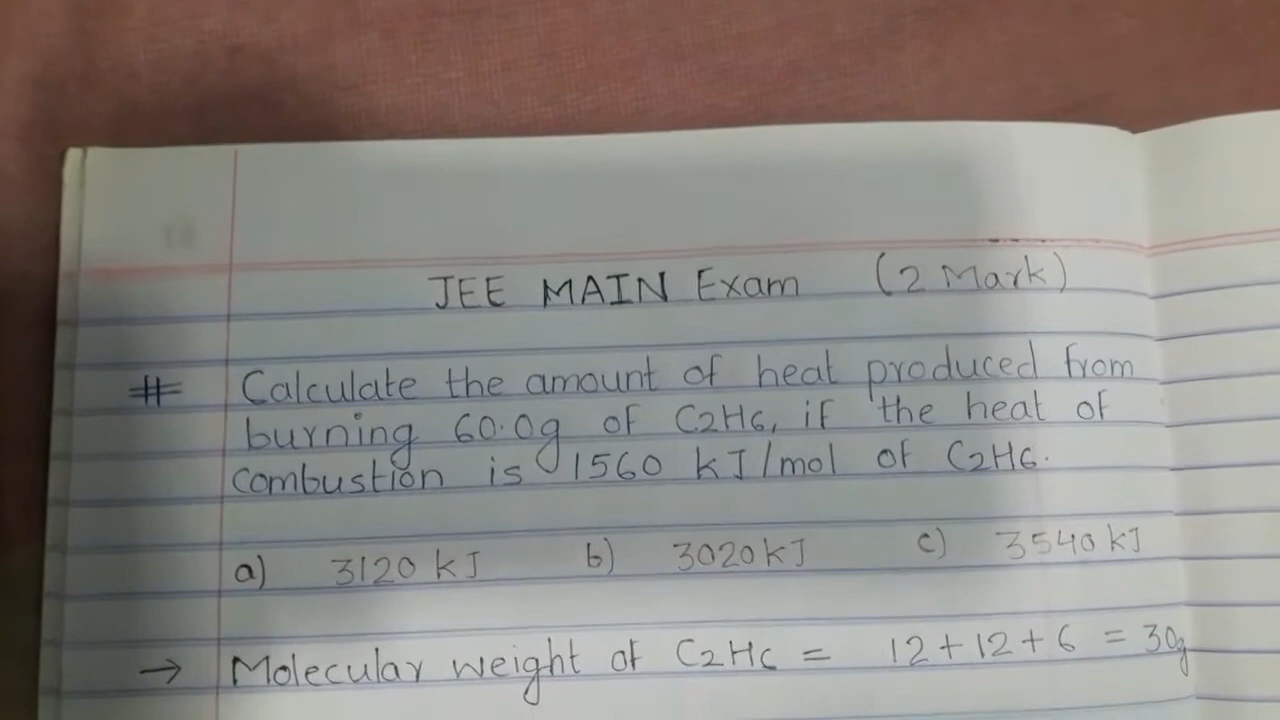 JEE MAIN Exam (2 Mark)
# Calculate the amount of heat produced from
burning 60.0g of C2H6, if the heat of
combustion is 1560 kJ/mol of C2H6.
a) 3120 kJ b) 3020 kJ c) 3540 kJ
→ Molecular weight of C2H6 = 12+12+6 = 30g